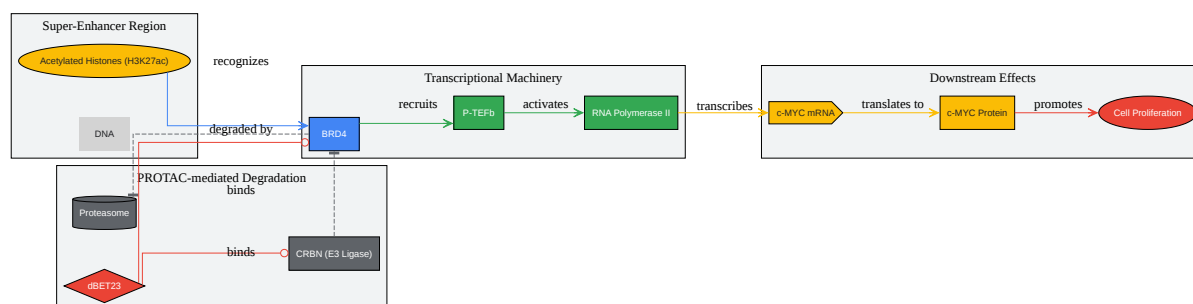 Super-Enhancer Region
Acetylated Histones (H3K27ac)
recognizes
DNA
degraded by
Transcriptional Machinery
BRD4
recruits
P-TEFb
activates
RNA Polymerase II
transcribes
Downstream Effects
c-MYC mRNA
translates to
c-MYC Protein
promotes
Cell Proliferation
PROTAC-mediated Degradation
binds
Proteasome
binds
CRBN (E3 Ligase)
dBET23